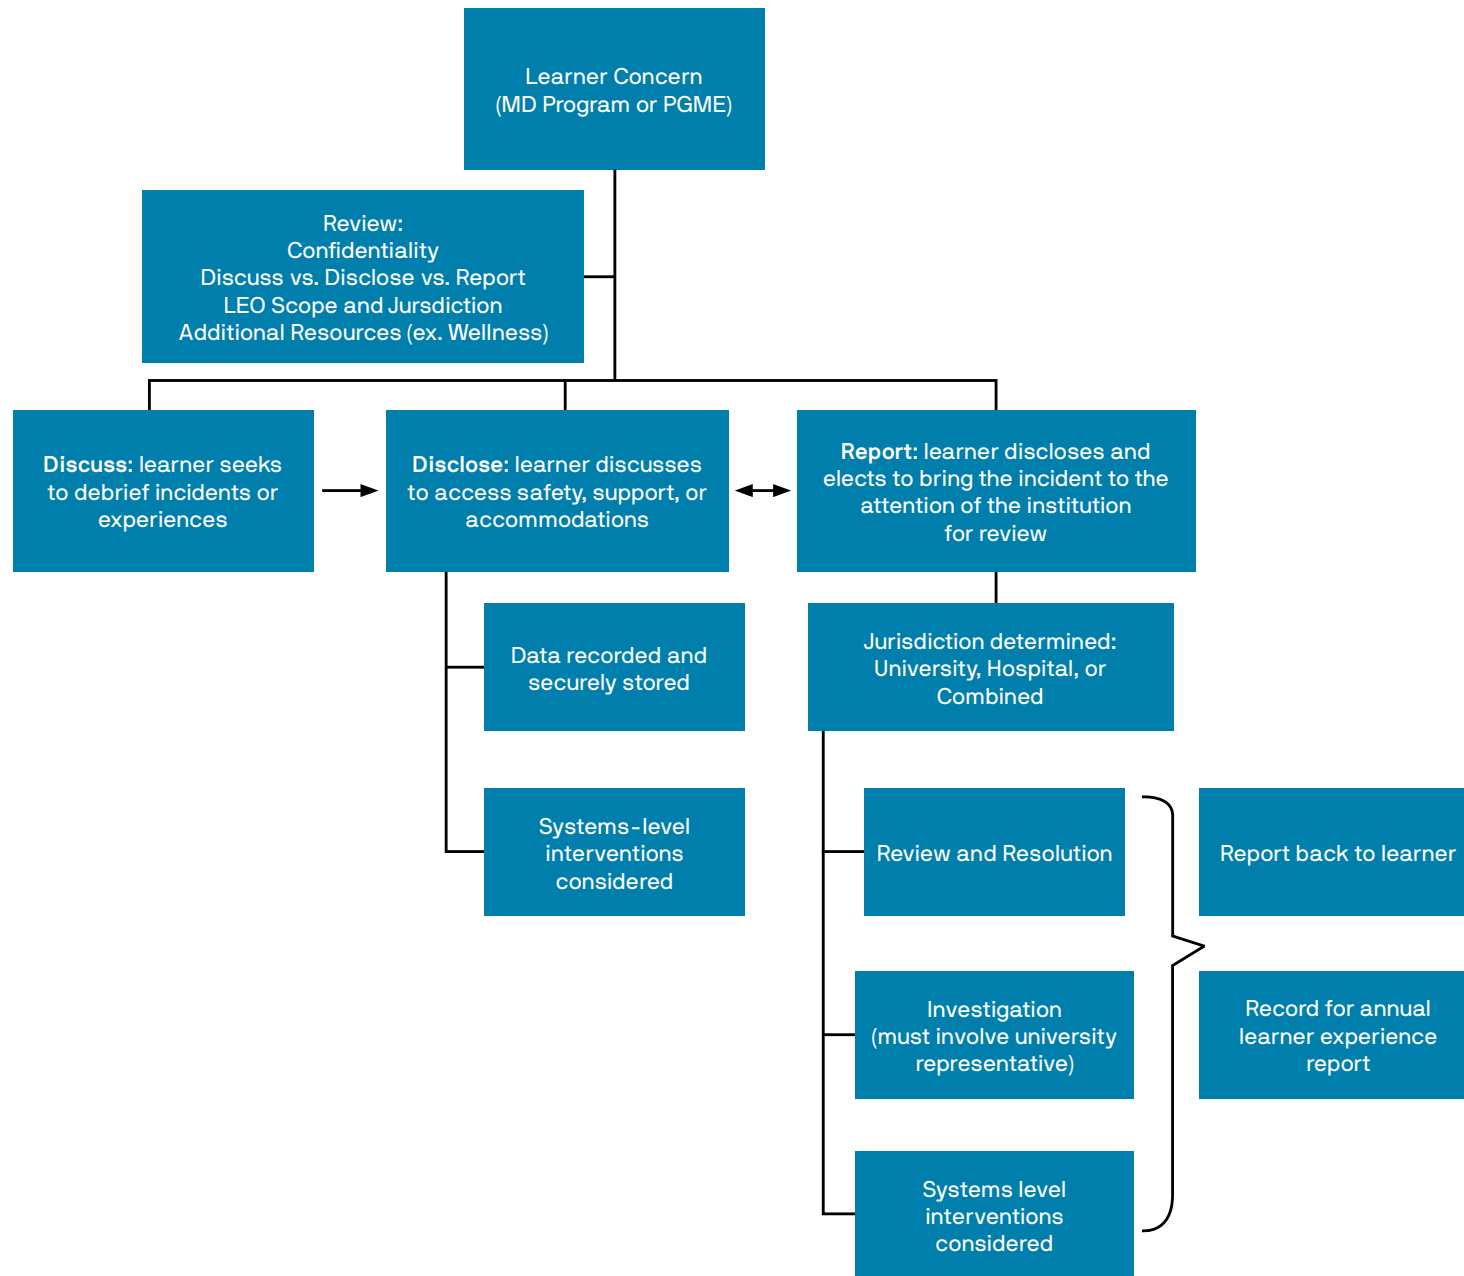 Learner Concern
(MD Program or PGME)
Review:
Confidentiality
Discuss vs. Disclose vs. Report
LEO Scope and Jursdiction
Additional Resources (ex. Wellness)
Discuss: learner seeks
to debrief incidents or
experiences
Disclose: learner discusses
to access safety, support, or
accommodations
Report: learner discloses and
elects to bring the incident to the
attention of the institution
for review
Data recorded and
securely stored
Systems-level
interventions
considered
Jurisdiction determined:
University, Hospital, or
Combined
Review and Resolution
Investigation
(must involve university
representative)
Systems level
interventions
considered
Report back to learner
Record for annual
learner experience
report